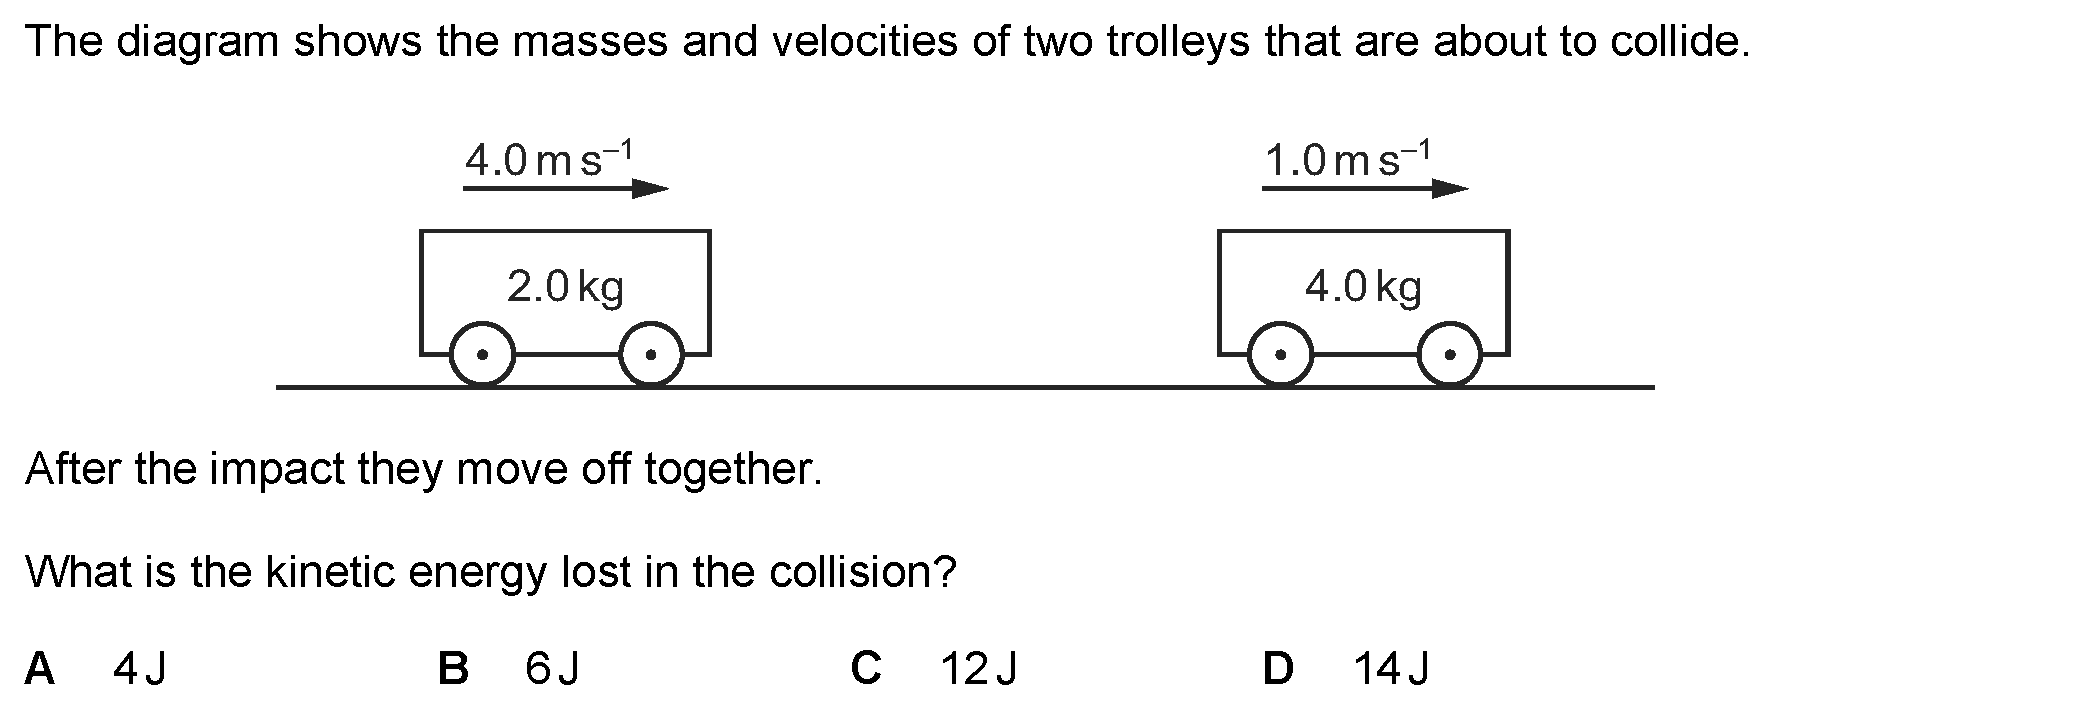 The diagram shows the masses and velocities of two trolleys that are about to collide.
4.0 m s⁻¹ 1.0 m s⁻¹
2.0 kg 4.0 kg
After the impact they move off together.
What is the kinetic energy lost in the collision?
A 4 J B 6 J C 12 J D 14 J